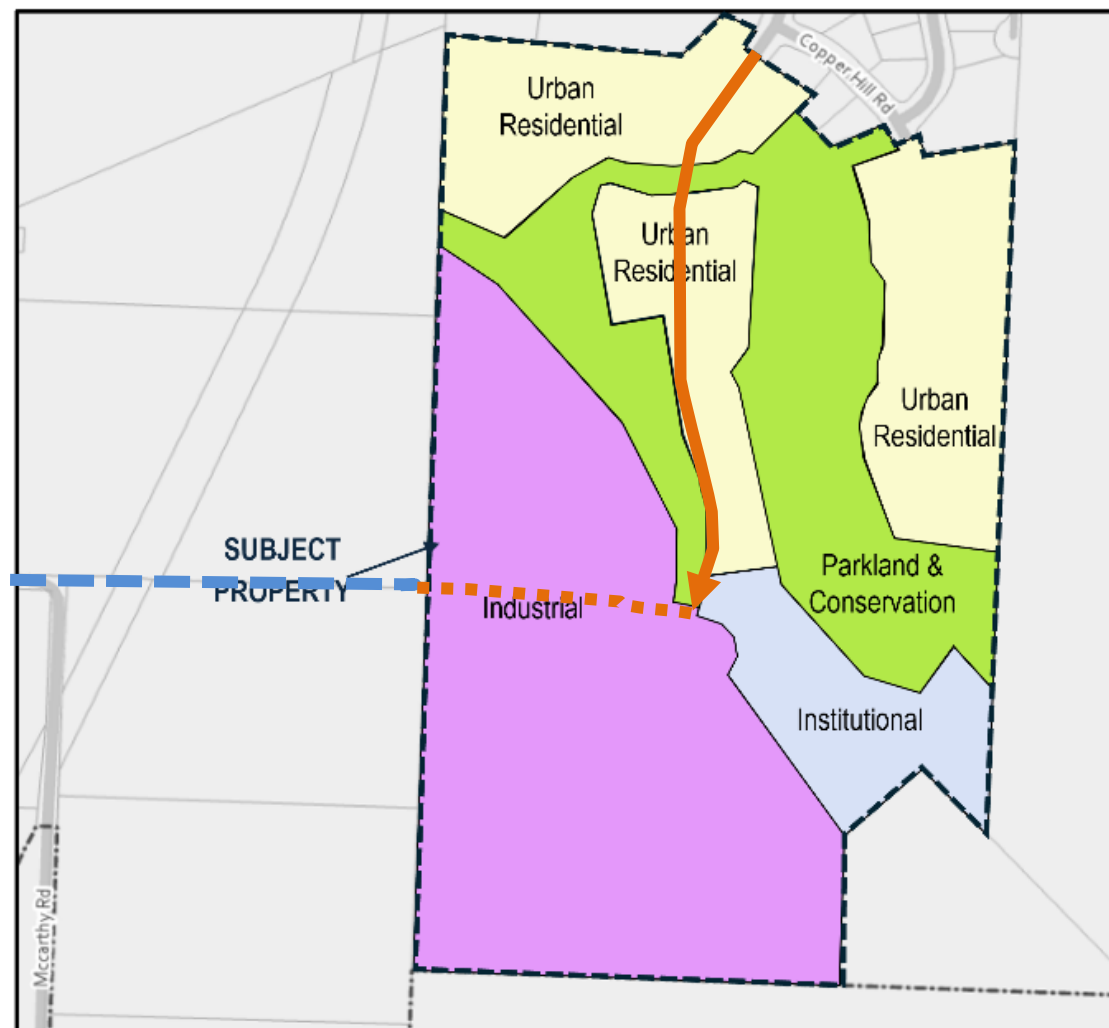 Copper Hill Rd
Urban
Residential
Urban
Residential
Urban
Residential
SUBJECT
PROPERTY
Parkland &
Conservation
Industrial
Institutional
Mccarthy Rd